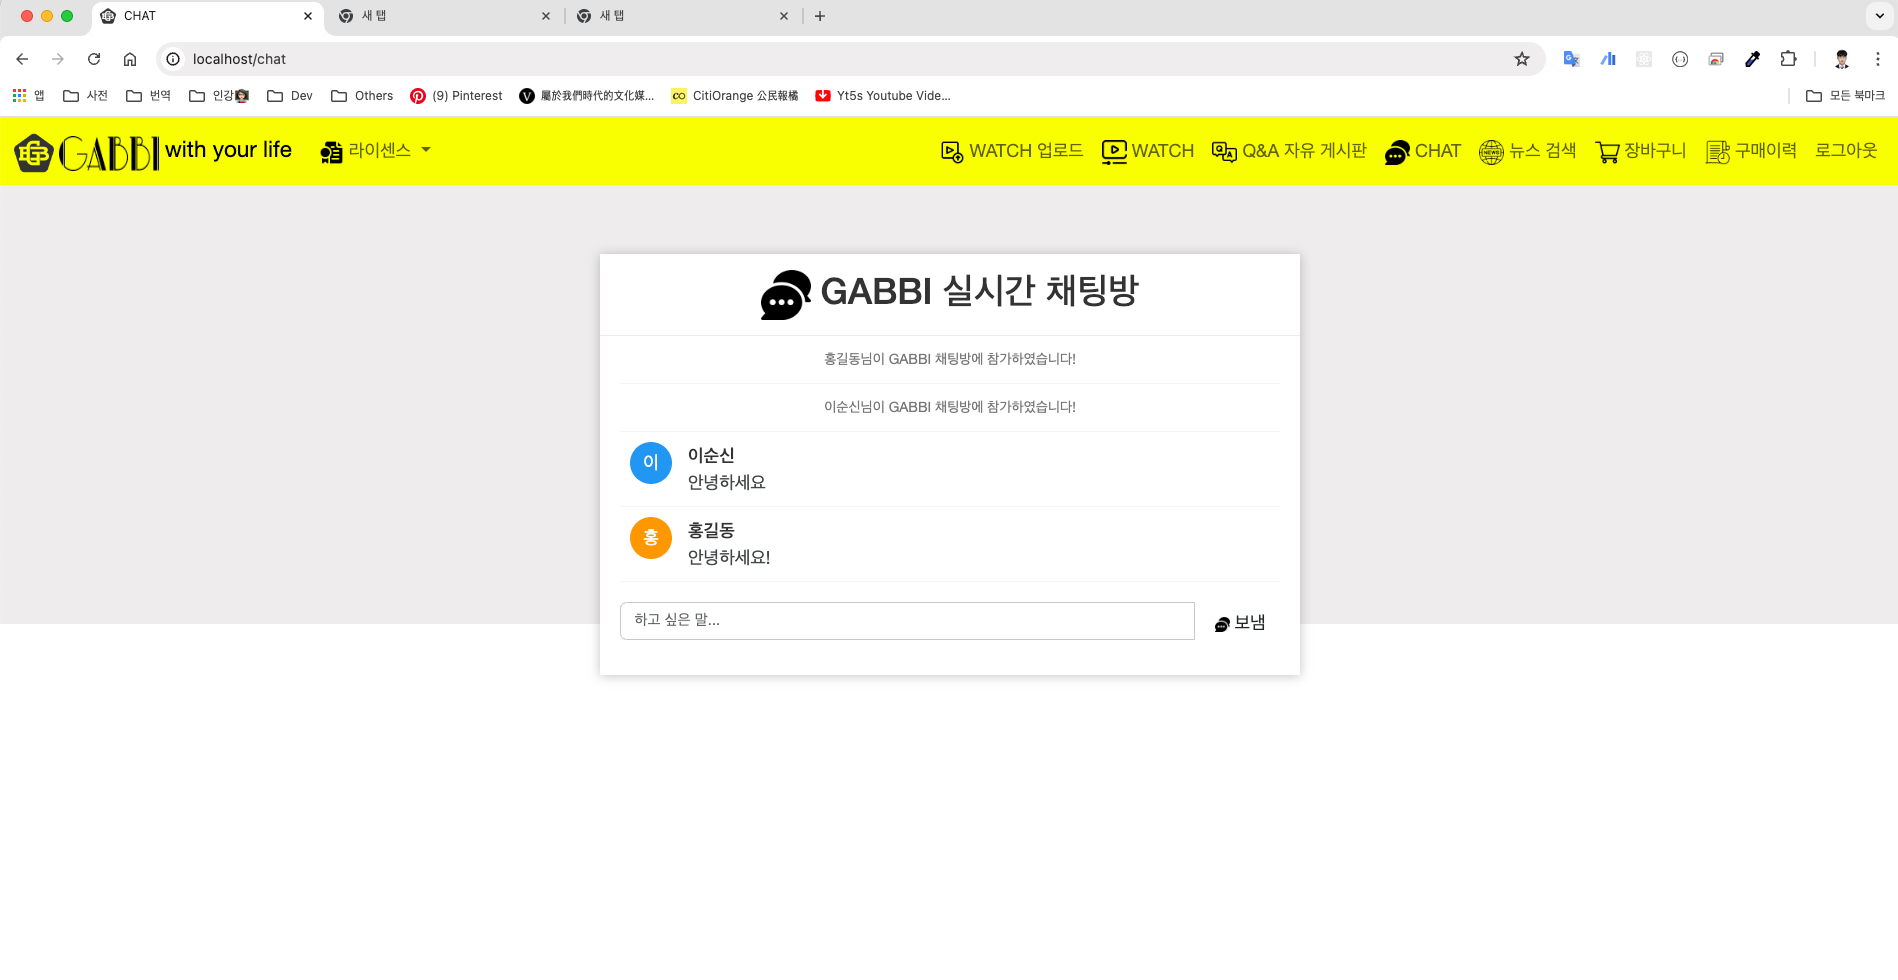 CHAT
새 탭
새 탭
localhost/chat
앱 사전 번역 인강 Dev Others (9) Pinterest 屬於我們時代的文化媒... CitiOrange 公民報橘 Yt5s Youtube Vide... 모든 북마크
GABBI with your life 라이센스 WATCH 업로드 WATCH Q&A 자유 게시판 CHAT 뉴스 검색 장바구니 구매이력 로그아웃
GABBI 실시간 채팅방
홍길동님이 GABBI 채팅방에 참가하였습니다!
이순신님이 GABBI 채팅방에 참가하였습니다!
이 이순신
안녕하세요
홍 홍길동
안녕하세요!
하고 싶은 말... 보냄